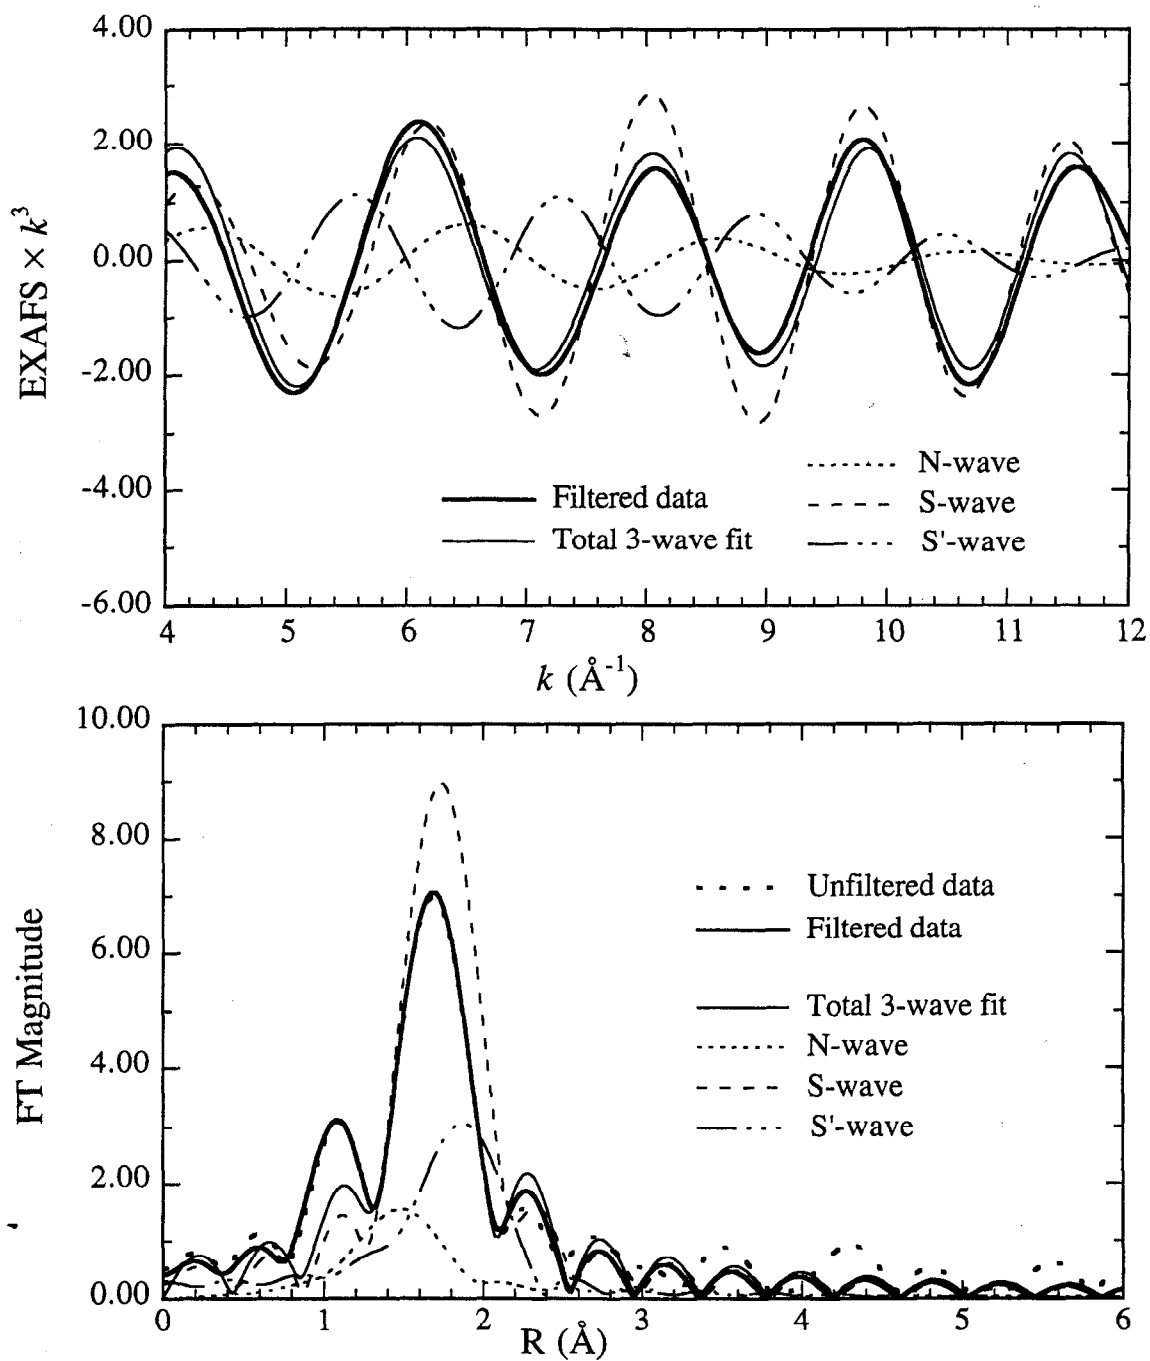 4.00
2.00
0.00
-2.00
-4.00
-6.00
EXAFS × k³
Filtered data
Total 3-wave fit
N-wave
S-wave
S'-wave
4 5 6 7 8 9 10 11 12
k (Å⁻¹)
10.00
8.00
6.00
4.00
2.00
0.00
FT Magnitude
Unfiltered data
Filtered data
Total 3-wave fit
N-wave
S-wave
S'-wave
0 1 2 3 4 5 6
R (Å)